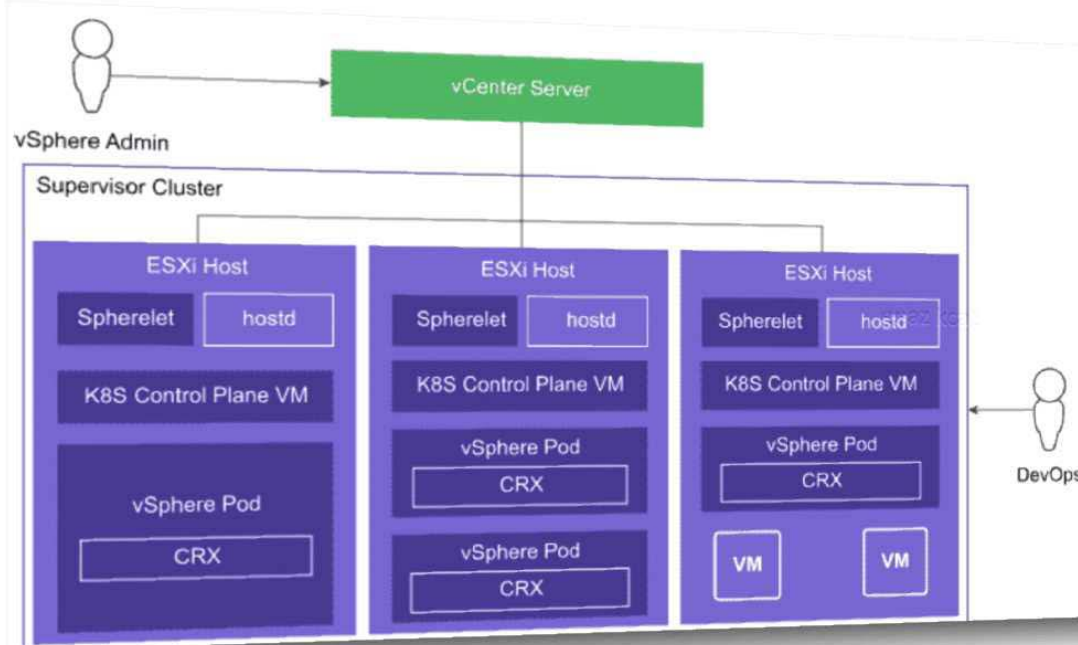 vCenter Server
vSphere Admin
Supervisor Cluster
ESXi Host
Spherelet
hostd
K8S Control Plane VM
vSphere Pod
CRX
ESXi Host
Spherelet
hostd
K8S Control Plane VM
vSphere Pod
CRX
vSphere Pod
CRX
ESXi Host
Spherelet
hostd
K8S Control Plane VM
vSphere Pod
CRX
VM
VM
DevOps